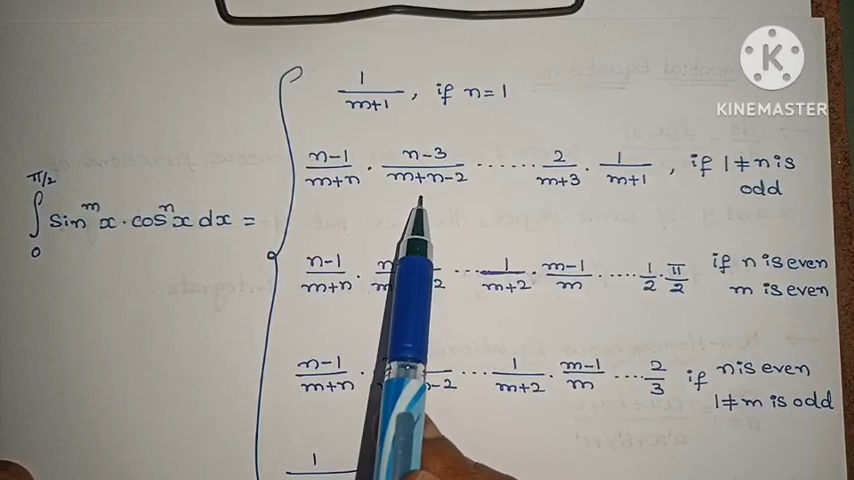 KINEMASTER
1/(m+1), if n=1
∫₀^(π/2) sin^m x · cos^n x dx =
(n-1)/(m+n) · (n-3)/(m+n-2) ...... 2/(m+3) · 1/(m+1), if 1≠n is odd
(n-1)/(m+n) · ... 1/(m+2) · (m-1)/m ..... 1/2 · π/2 if n is even
m is even
(n-1)/(m+n) · ... 1/(m+2) · (m-1)/m .... 2/3 if n is even
1≠m is odd
1